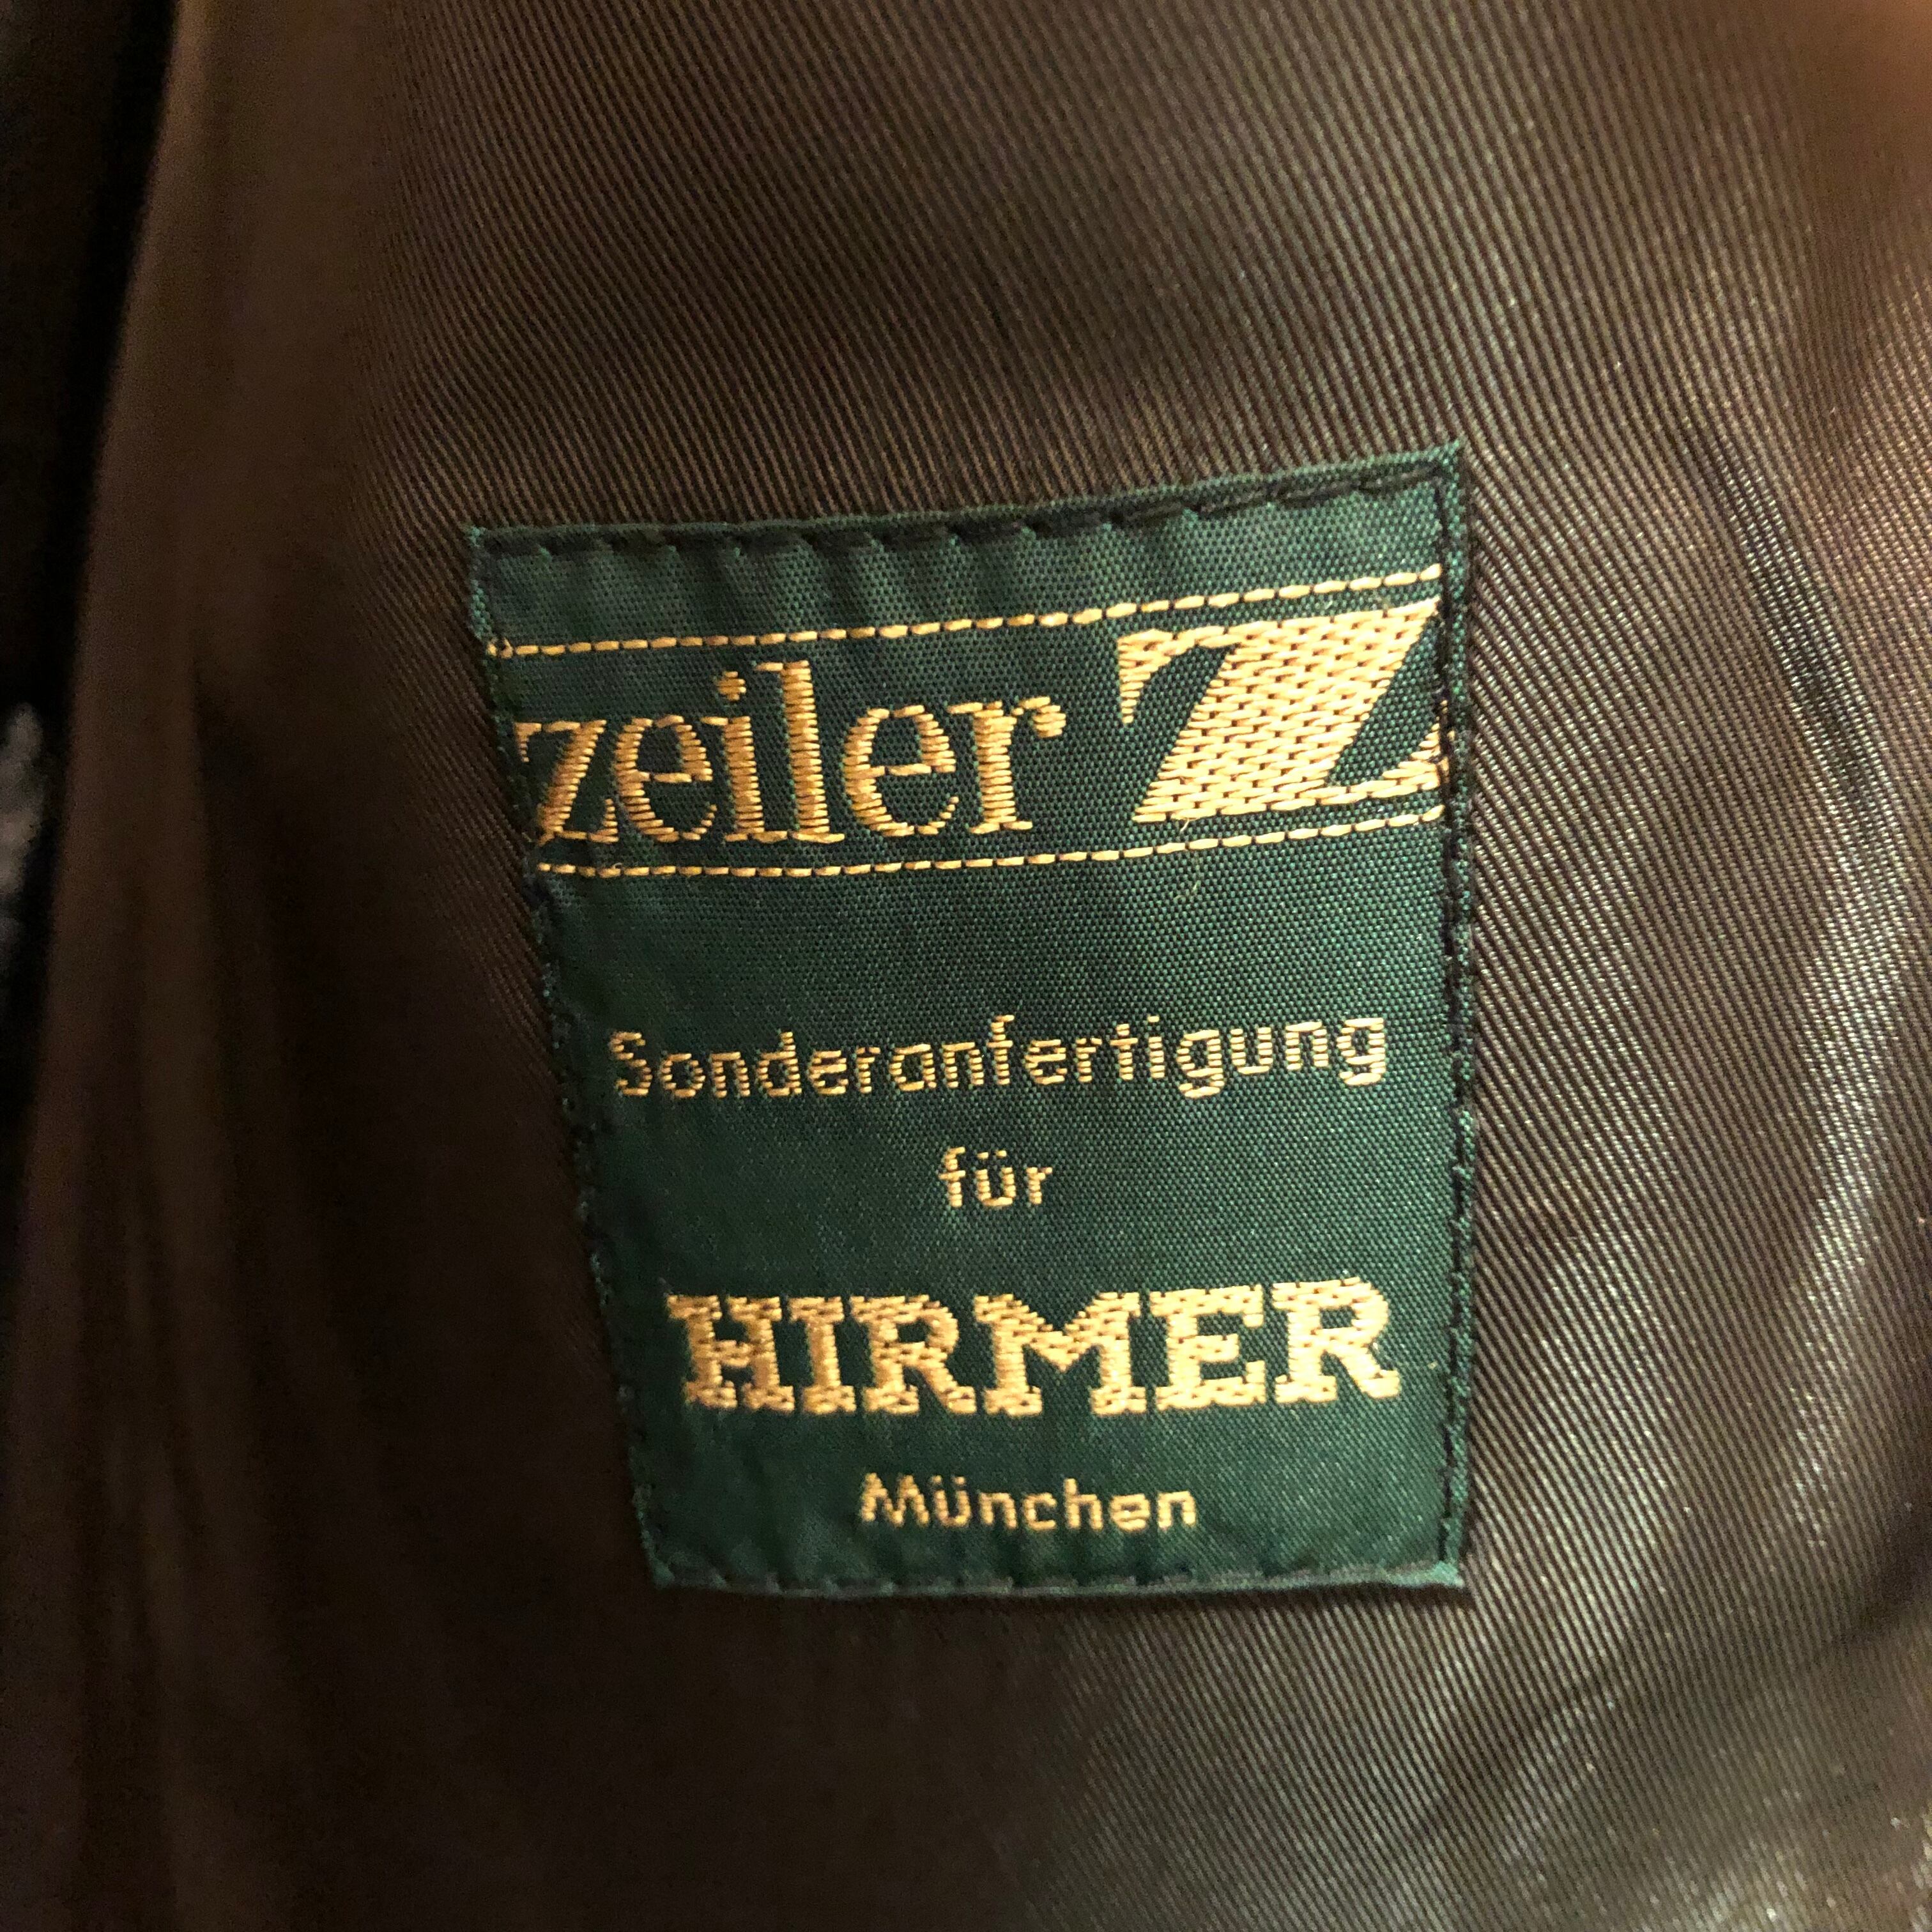 zeiler Z
Sonderanfertigung
für
HIRMER
München